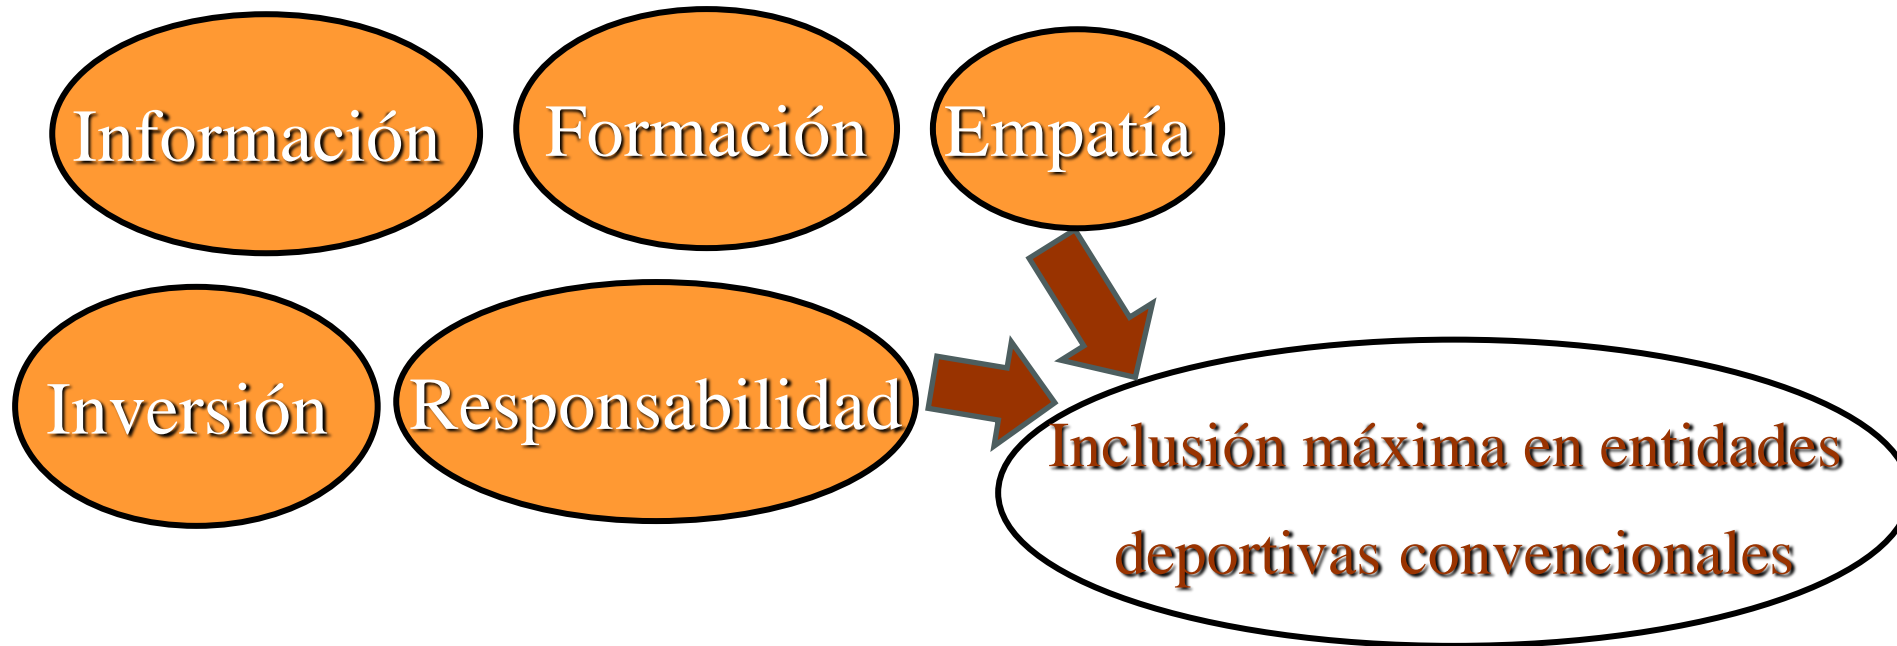 Información
Formación
Empatía
Inversión
Responsabilidad
Inclusión máxima en entidades
deportivas convencionales